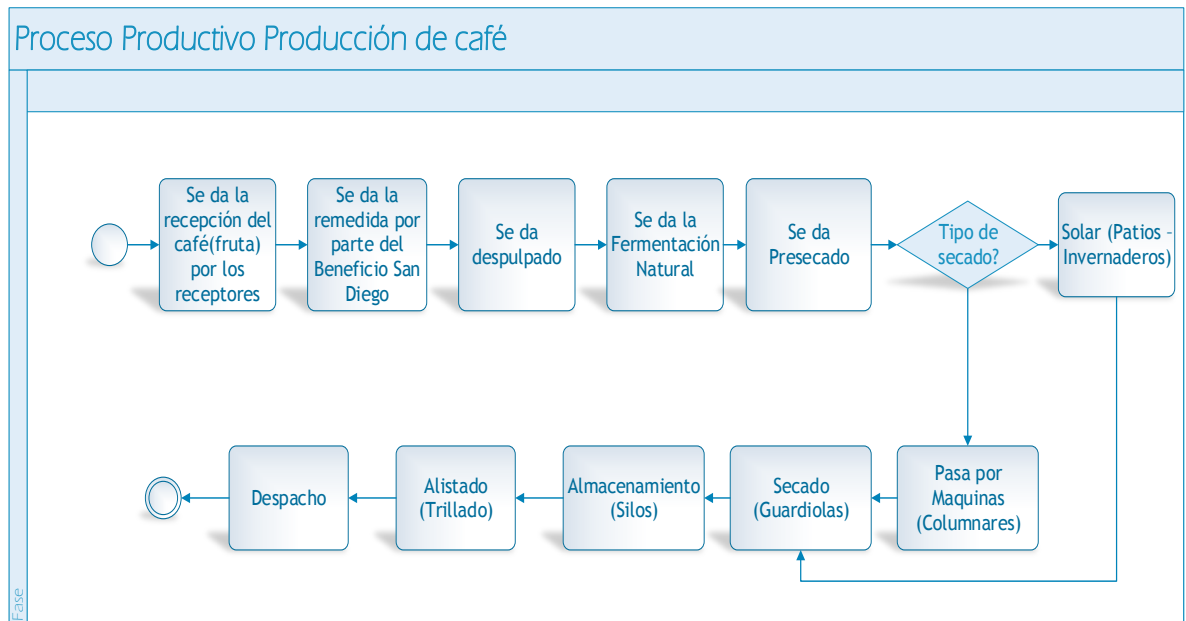 Proceso Productivo Producción de café
Se da la
recepción del
café(fruta)
por los
receptores
Se da la
remedida por
parte del
Beneficio San
Diego
Se da
despulpado
Se da la
Fermentación
Natural
Se da
Presecado
Tipo de
secado?
Solar (Patios –
Invernaderos)
Pasa por
Maquinas
(Columnares)
Secado
(Guardiolas)
Almacenamiento
(Silos)
Alistado
(Trillado)
Despacho
Fase